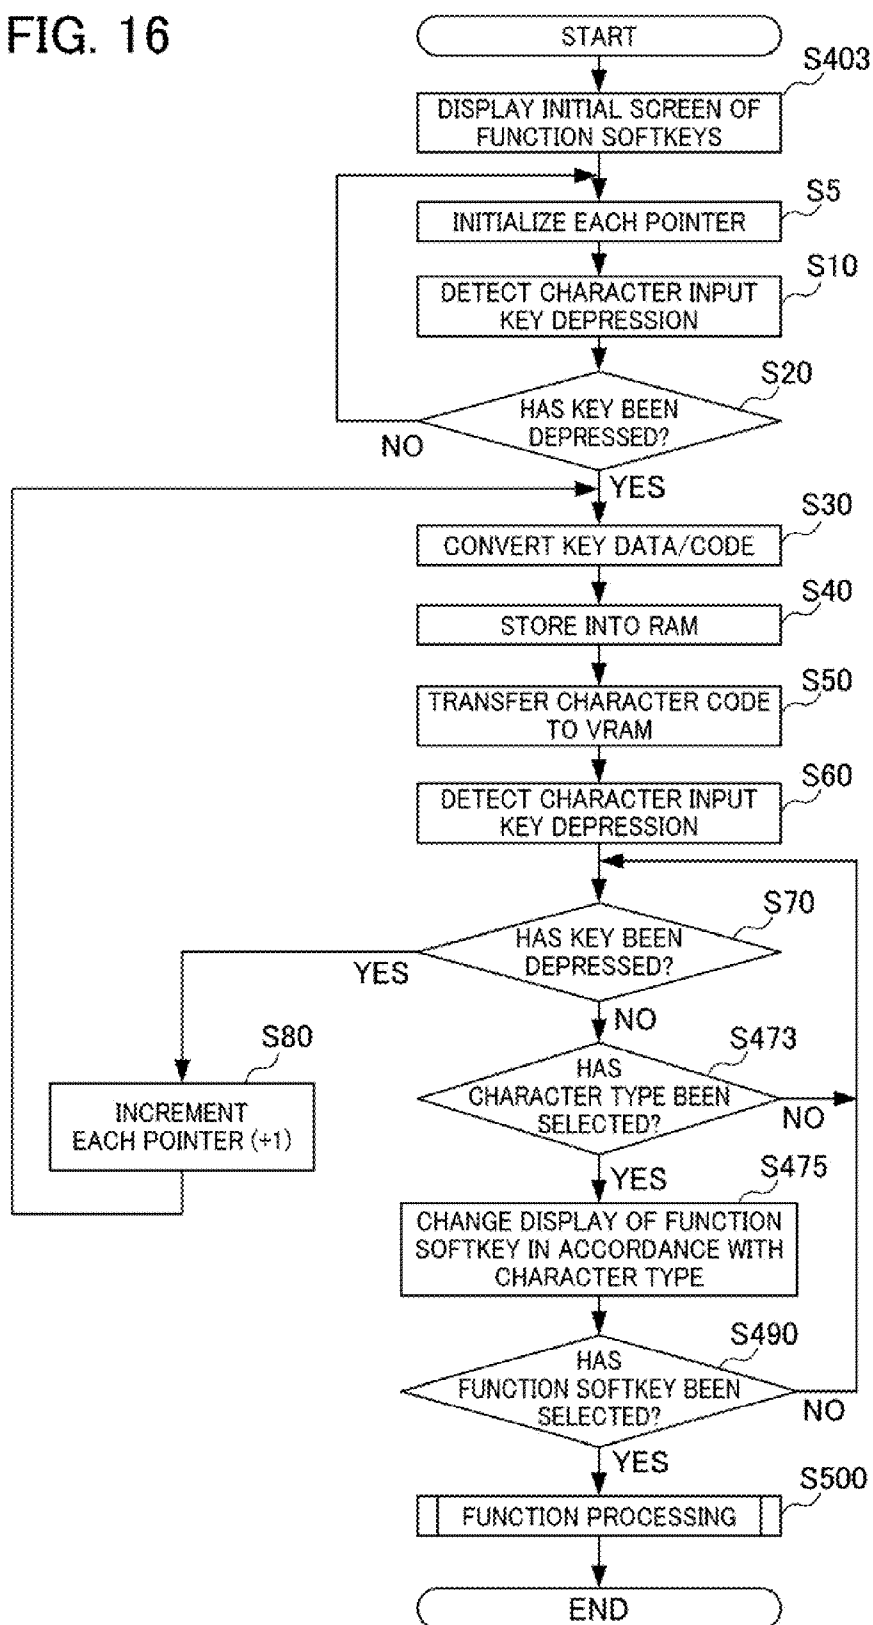 FIG. 16
START
S403
DISPLAY INITIAL SCREEN OF
FUNCTION SOFTKEYS
S5
INITIALIZE EACH POINTER
S10
DETECT CHARACTER INPUT
KEY DEPRESSION
S20
HAS KEY BEEN
DEPRESSED?
NO
YES
S30
CONVERT KEY DATA/CODE
S40
STORE INTO RAM
S50
TRANSFER CHARACTER CODE
TO VRAM
S60
DETECT CHARACTER INPUT
KEY DEPRESSION
S70
HAS KEY BEEN
DEPRESSED?
YES
NO
S80
INCREMENT
EACH POINTER (+1)
S473
HAS
CHARACTER TYPE BEEN
SELECTED?
NO
YES
S475
CHANGE DISPLAY OF FUNCTION
SOFTKEY IN ACCORDANCE WITH
CHARACTER TYPE
S490
HAS
FUNCTION SOFTKEY BEEN
SELECTED?
NO
YES
S500
FUNCTION PROCESSING
END